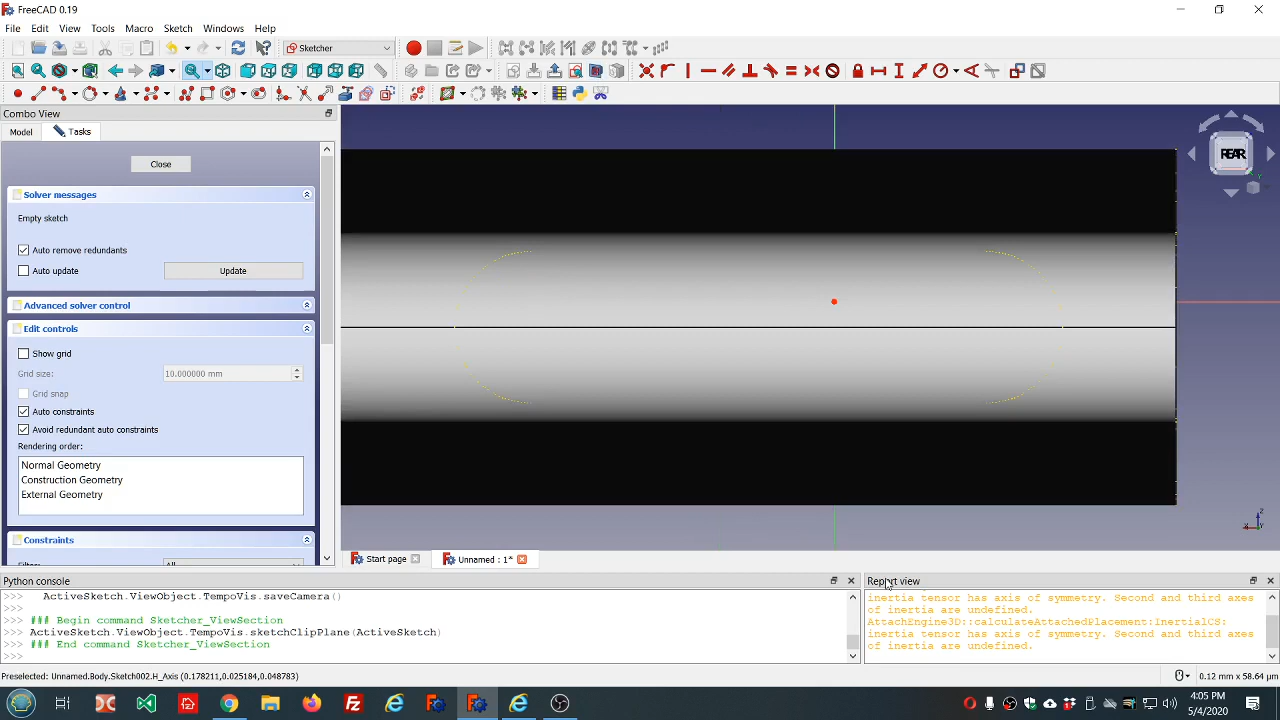 FreeCAD 0.19
File Edit View Tools Macro Sketch Windows Help
Sketcher
Combo View
Model Tasks
Close
Solver messages
Empty sketch
Auto remove redundants
Auto update Update
Advanced solver control
Edit controls
Show grid
Grid size: 10.000000 mm
Grid snap
Auto constraints
Avoid redundant auto constraints
Rendering order:
Normal Geometry
Construction Geometry
External Geometry
Constraints
REAR
Start page Unnamed : 1*
Python console
>>> ActiveSketch.ViewObject.TempoVis.saveCamera()
>>>
>>> ### Begin command Sketcher_ViewSection
>>> ActiveSketch.ViewObject.TempoVis.sketchClipPlane(ActiveSketch)
>>> ### End command Sketcher_ViewSection
>>>
Report view
inertia tensor has axis of symmetry. Second and third axes
of inertia are undefined.
AttachEngine3D::calculateAttachedPlacement:InertialCS:
inertia tensor has axis of symmetry. Second and third axes
of inertia are undefined.
Preselected: Unnamed.Body.Sketch002.H_Axis (0.178211,0.025184,0.048783)
0.12 mm x 58.64 µm
4:05 PM
5/4/2020